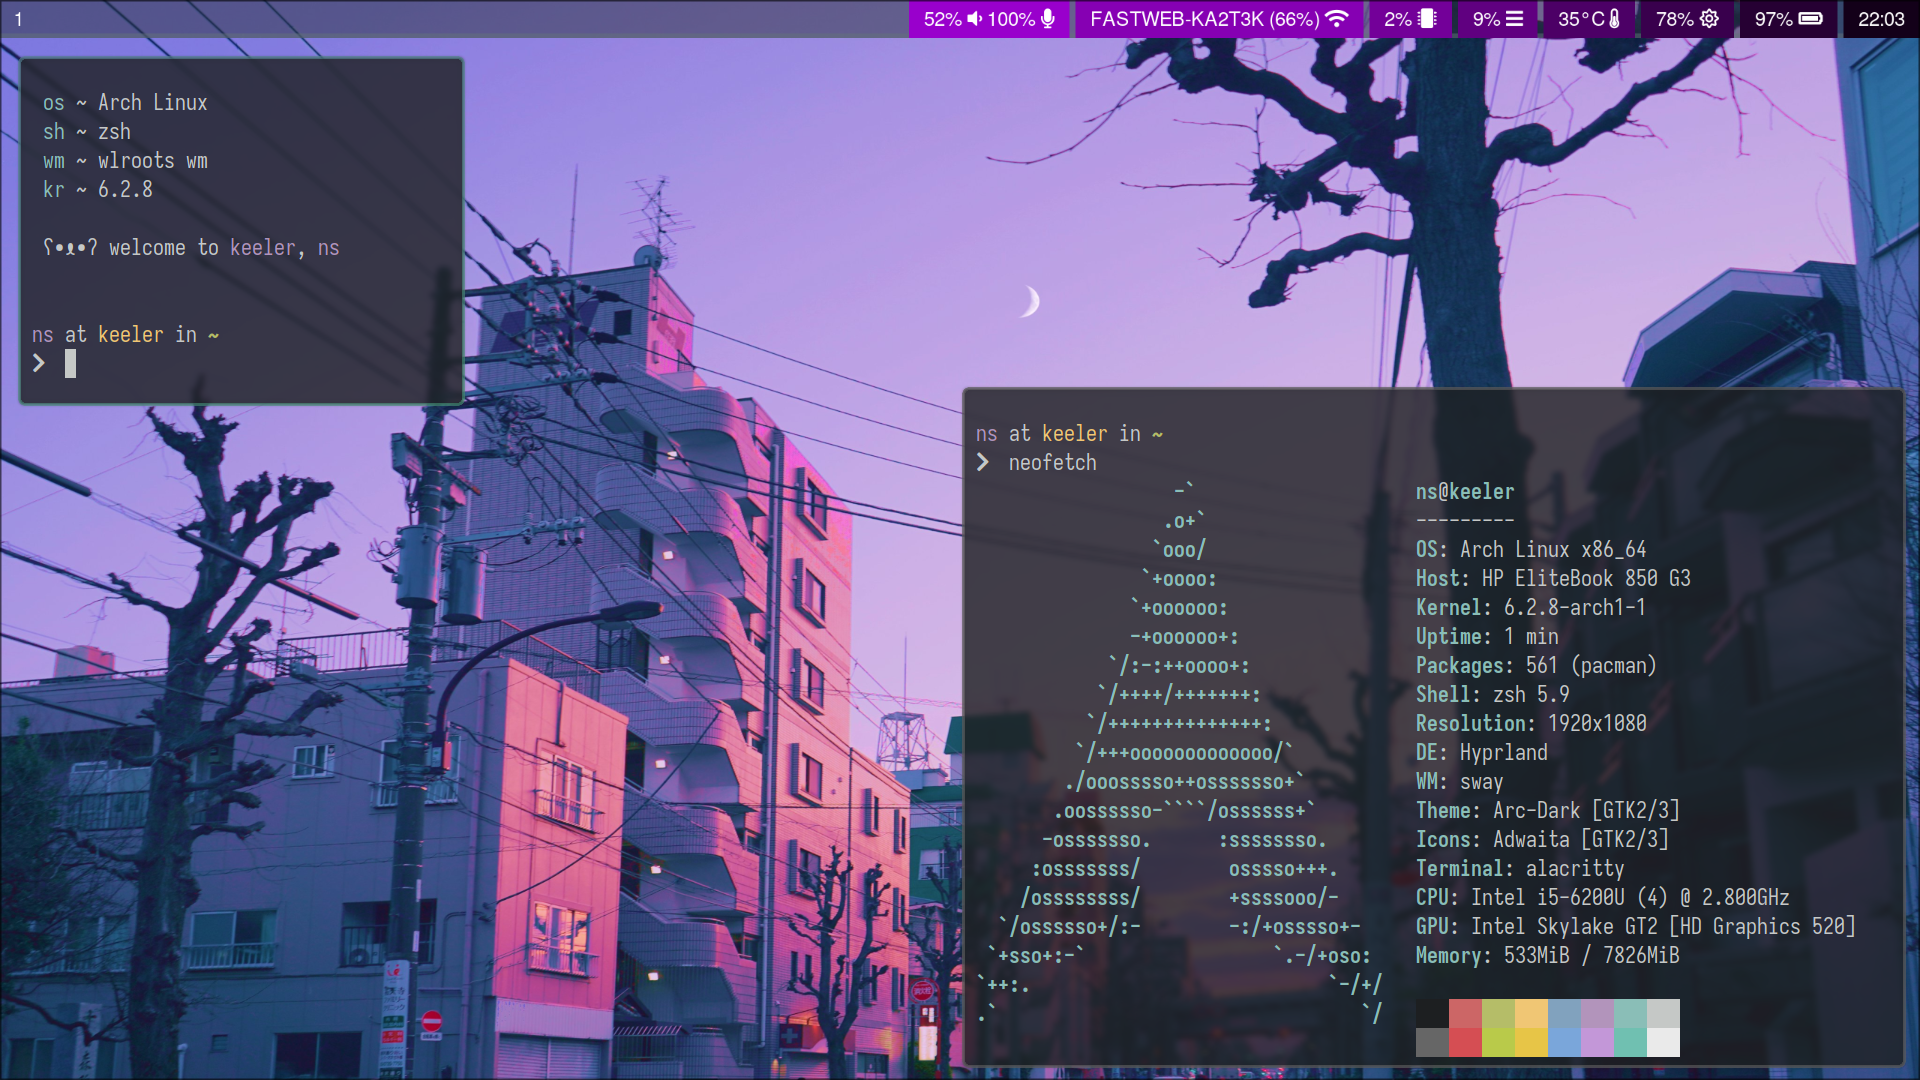 1
52% 100%
FASTWEB-KA2T3K (66%)
2%
9%
35°C
78%
97%
22:03
os ~ Arch Linux
sh ~ zsh
wm ~ wlroots wm
kr ~ 6.2.8
ʕ•ᴥ•ʔ welcome to keeler, ns
ns at keeler in ~
❯
ns at keeler in ~
❯ neofetch
-`
.o+`
`ooo/
`+oooo:
`+oooooo:
-+oooooo+:
`/:-:++oooo+:
`/++++/+++++++:
`/++++++++++++++:
`/+++ooooooooooooo/`
./ooosssso++osssssso+`
.oossssso-````/ossssss+`
-osssssso. :ssssssso.
:osssssss/ osssso+++.
/ossssssss/ +ssssooo/-
`/ossssso+/:- -:/+osssso+-
`+sso+:-` `.-/+oso:
`++:. `-/+/
.` `/
ns@keeler
---------
OS: Arch Linux x86_64
Host: HP EliteBook 850 G3
Kernel: 6.2.8-arch1-1
Uptime: 1 min
Packages: 561 (pacman)
Shell: zsh 5.9
Resolution: 1920x1080
DE: Hyprland
WM: sway
Theme: Arc-Dark [GTK2/3]
Icons: Adwaita [GTK2/3]
Terminal: alacritty
CPU: Intel i5-6200U (4) @ 2.800GHz
GPU: Intel Skylake GT2 [HD Graphics 520]
Memory: 533MiB / 7826MiB